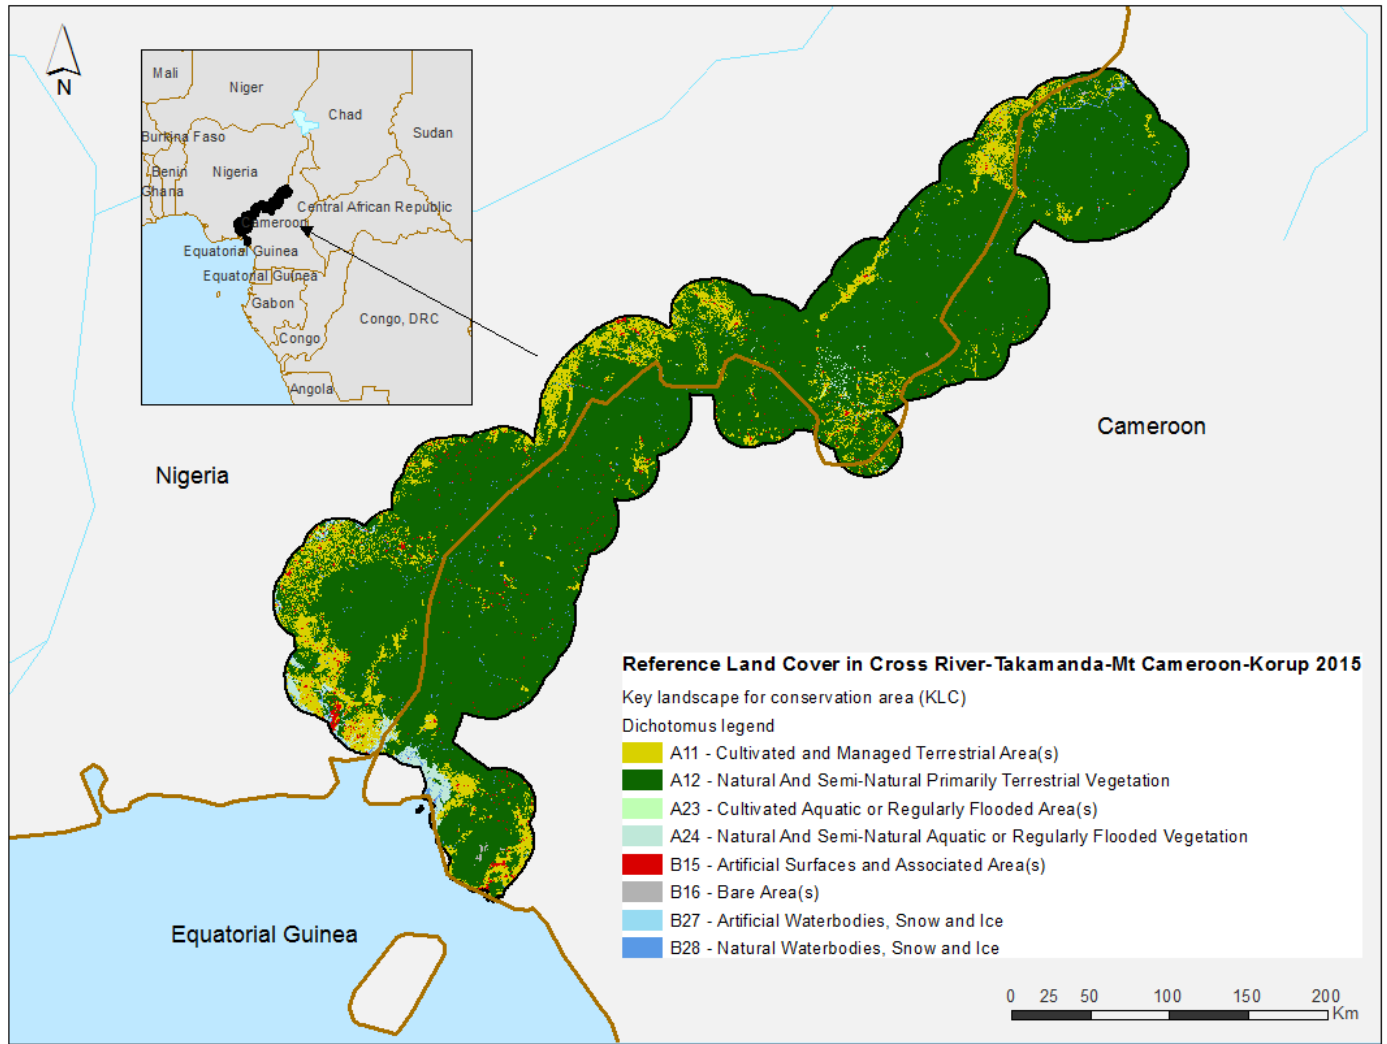 N
Mali
Niger
Chad
Sudan
Burkina Faso
Benin
Nigeria
Ghana
Central African Republic
Cameroon
Equatorial Guinea
Equatorial Guinea
Gabon
Congo, DRC
Congo
Angola
Cameroon
Nigeria
Reference Land Cover in Cross River-Takamanda-Mt Cameroon-Korup 2015
Key landscape for conservation area (KLC)
Dichotomus legend
A11 - Cultivated and Managed Terrestrial Area(s)
A12 - Natural And Semi-Natural Primarily Terrestrial Vegetation
A23 - Cultivated Aquatic or Regularly Flooded Area(s)
A24 - Natural And Semi-Natural Aquatic or Regularly Flooded Vegetation
B15 - Artificial Surfaces and Associated Area(s)
B16 - Bare Area(s)
B27 - Artificial Waterbodies, Snow and Ice
B28 - Natural Waterbodies, Snow and Ice
Equatorial Guinea
0 25 50 100 150 200
Km